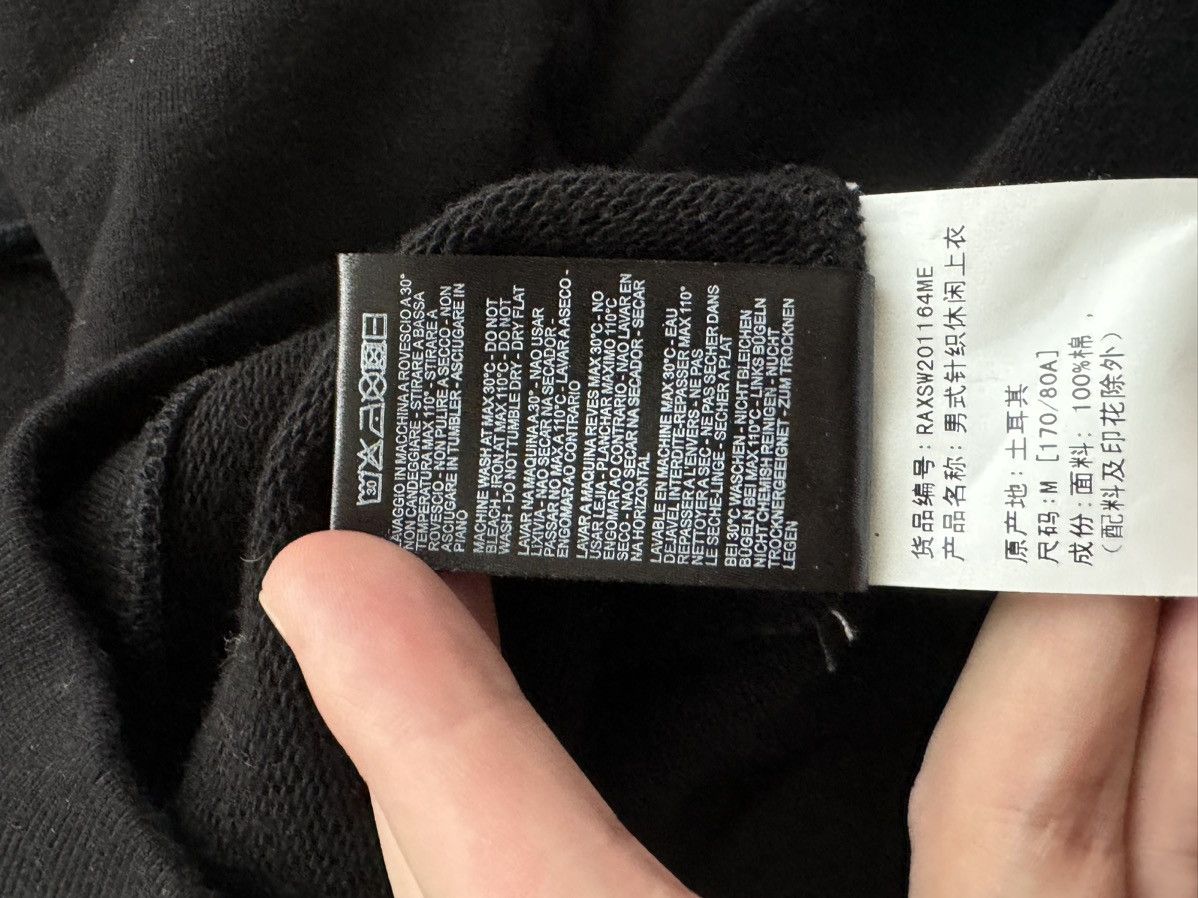 LAVAGGIO IN MACCHINA A ROVESCIO A 30°
NON CANDEGGARE - STIRARE A BASSA
TEMPERATURA MAX 110° - STIRARE A
ROVESCIO - NON PULIRE A SECCO - NON
ASCIUGARE IN TUMBLER - ASCIUGARE IN
PIANO
MACHINE WASH AT MAX 30°C - DO NOT
BLEACH - IRON AT MAX 110°C - DO NOT
WASH - DO NOT TUMBLE DRY - DRY FLAT
LAVAR NA MAQUINA 30° - NAO USAR
LIXIVIA - NAO SECAR NA SECADOR -
PASSAR NO MAX A 110°C - LAVAR A ASECO -
ENGOMAR AO CONTRARIO
LAVAR A MAQUINA REVES MAX 30°C - NO
USAR LEJIA - PLANCHAR MAXIMO 110°C
ENGOMAR AO CONTRARIO - NAO LAVAR EN
SECO - NAO SECAR NA SECADOR - SECAR
NA HORIZONTAL
LAVABLE EN MACHINE MAX 30°C - EAU
DEJAVEL INTERDITE - REPASSER MAX 110°
REPASSER A L'ENVERS - NE PAS
NETTOYER A SEC - NE PAS SECHER DANS
LE SECHE-LINGE - SECHER A PLAT
BEI 30°C WASCHEN - NICHT BLEICHEN
BÜGELN BEI MAX 110°C - LINKS BÜGELN
NICHT CHEMISH REINIGEN - NICHT
TROCKNERGEEIGNET - ZUM TROCKNEN
LEGEN
货品编号：RAXSW201164ME
产品名称：男式针织休闲上衣
原产地：土耳其
尺码：M [170/80A]
成份：面料：100%棉，
（配料及印花除外）